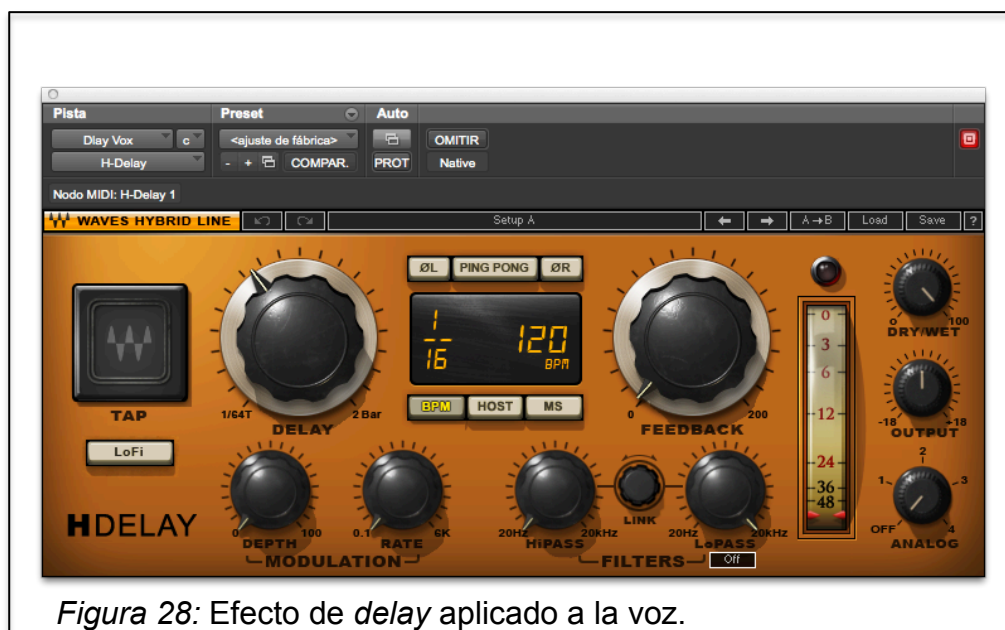 Pista Preset Auto
Dlay Vox c <ajuste de fábrica> OMITIR
H-Delay - + COMPAR. PROT Native
Nodo MIDI: H-Delay 1
WAVES HYBRID LINE Setup A A→B Load Save ?
ØL PING PONG ØR
0 100
DRY/WET
1
16 120
BPM
TAP 1/64T 2 Bar BPM HOST MS 0 200
DELAY FEEDBACK
-18 +18
OUTPUT
LoFi
0
3
6
-12-
-24-
36
-48-
LINK
HDELAY
0 100 0.1 6K 20Hz 20kHz 20Hz 20kHz
DEPTH RATE HiPASS LoPASS
MODULATION FILTERS Off
OFF 1 2 3 4
ANALOG
Figura 28: Efecto de delay aplicado a la voz.